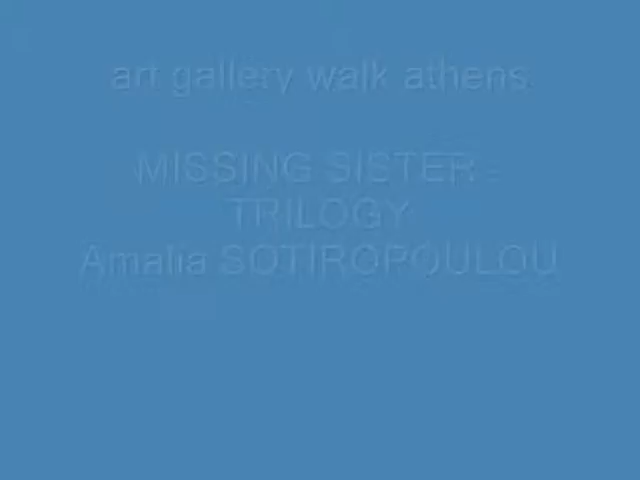 art gallery walk athens
MISSING SISTER -
TRILOGY
Amalia SOTIROPOULOU